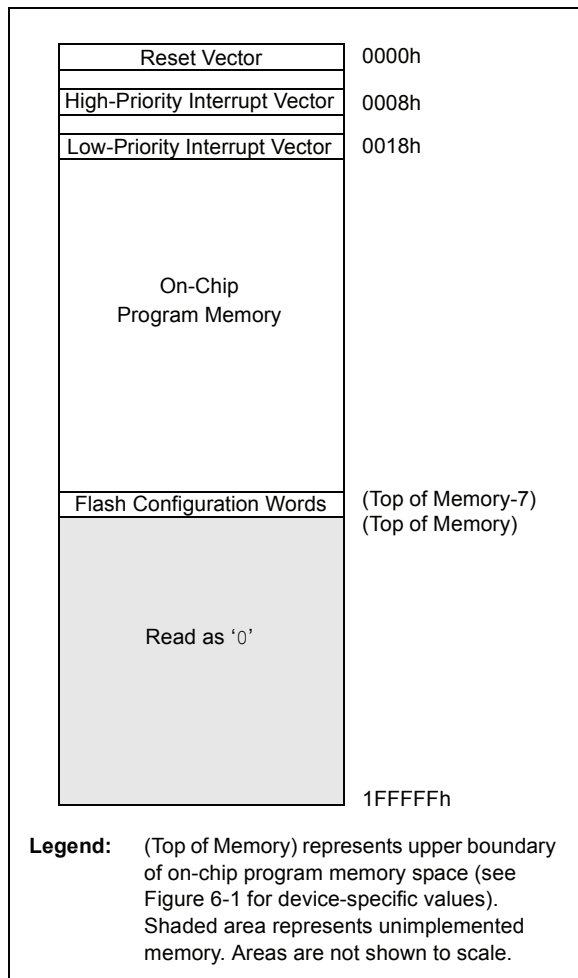 Reset Vector 0000h
High-Priority Interrupt Vector 0008h
Low-Priority Interrupt Vector 0018h
On-Chip
Program Memory
Flash Configuration Words (Top of Memory-7)
(Top of Memory)
Read as ‘0’
1FFFFFh
Legend: (Top of Memory) represents upper boundary
of on-chip program memory space (see
Figure 6-1 for device-specific values).
Shaded area represents unimplemented
memory. Areas are not shown to scale.